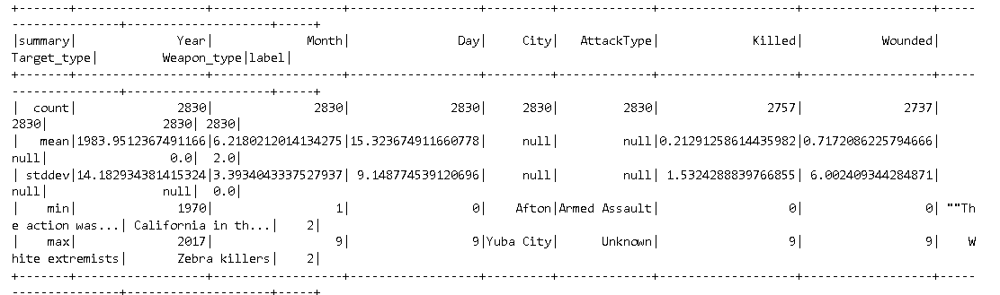 +-------+------------------+------------------+-----------------+---------+--------------+-------------------+------------------+-----
---------------+--------------------+-----+
|summary|              Year|             Month|              Day|     City|    AttackType|             Killed|           Wounded|
Target_type|         Weapon_type|label|
+-------+------------------+------------------+-----------------+---------+--------------+-------------------+------------------+-----
---------------+--------------------+-----+
|  count|              2830|              2830|             2830|     2830|          2830|               2757|              2737|
2830|                2830| 2830|
|   mean|1983.9512367491166|6.2180212014134275|15.323674911660778|     null|          null|0.21291258614435982|0.7172086225794666|
null|                 0.0|  2.0|
| stddev|14.182934381415324|3.3934043337527937|9.148774539120696|     null|          null| 1.5324288839766855| 6.002409344284871|
null|                null|  0.0|
|    min|              1970|                 1|                0|    Afton|Armed Assault|                  0|                 0| ""Th
e action was...| California in th...|    2|
|    max|              2017|                 9|                9|Yuba City|       Unknown|                  9|                 9|    W
hite extremists|       Zebra killers|    2|
+-------+------------------+------------------+-----------------+---------+--------------+-------------------+------------------+-----
---------------+--------------------+-----+